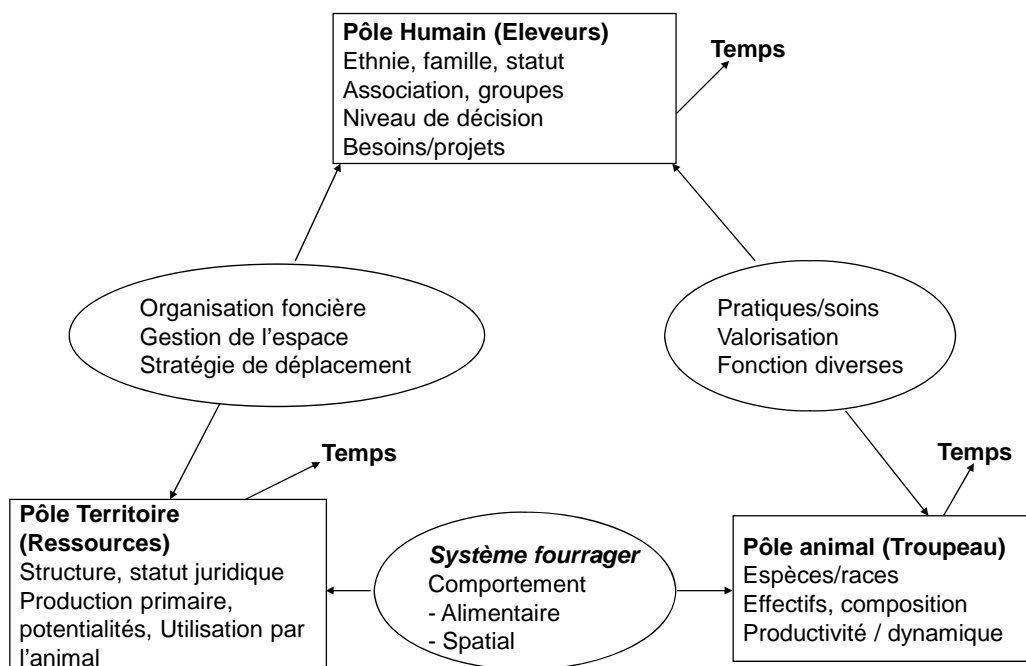 Pôle Humain (Eleveurs)
Ethnie, famille, statut
Association, groupes
Niveau de décision
Besoins/projets
Temps
Organisation foncière
Gestion de l'espace
Stratégie de déplacement
Pratiques/soins
Valorisation
Fonction diverses
Temps
Temps
Pôle Territoire
(Ressources)
Structure, statut juridique
Production primaire,
potentialités, Utilisation par
l'animal
Système fourrager
Comportement
- Alimentaire
- Spatial
Pôle animal (Troupeau)
Espèces/races
Effectifs, composition
Productivité / dynamique